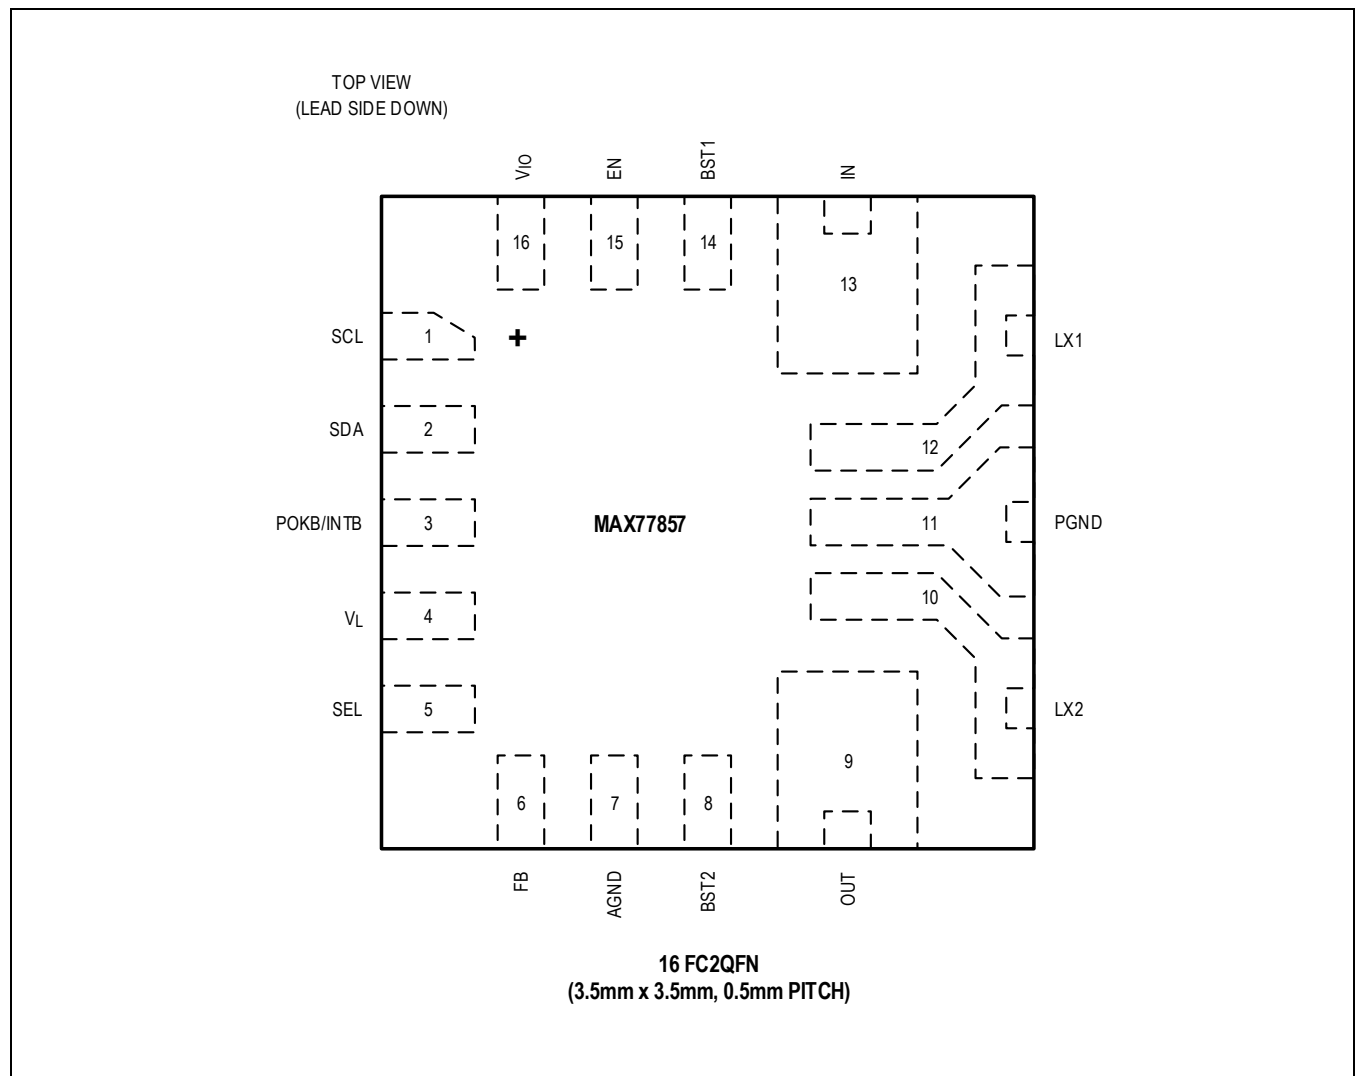 TOP VIEW
(LEAD SIDE DOWN)
VIO
EN
BST1
IN
16
15
14
13
SCL
1
+
LX1
SDA
2
12
POKB/INTB
3
MAX77857
11
PGND
VL
4
10
SEL
5
LX2
9
6
7
8
FB
AGND
BST2
OUT
16 FC2QFN
(3.5mm x 3.5mm, 0.5mm PITCH)